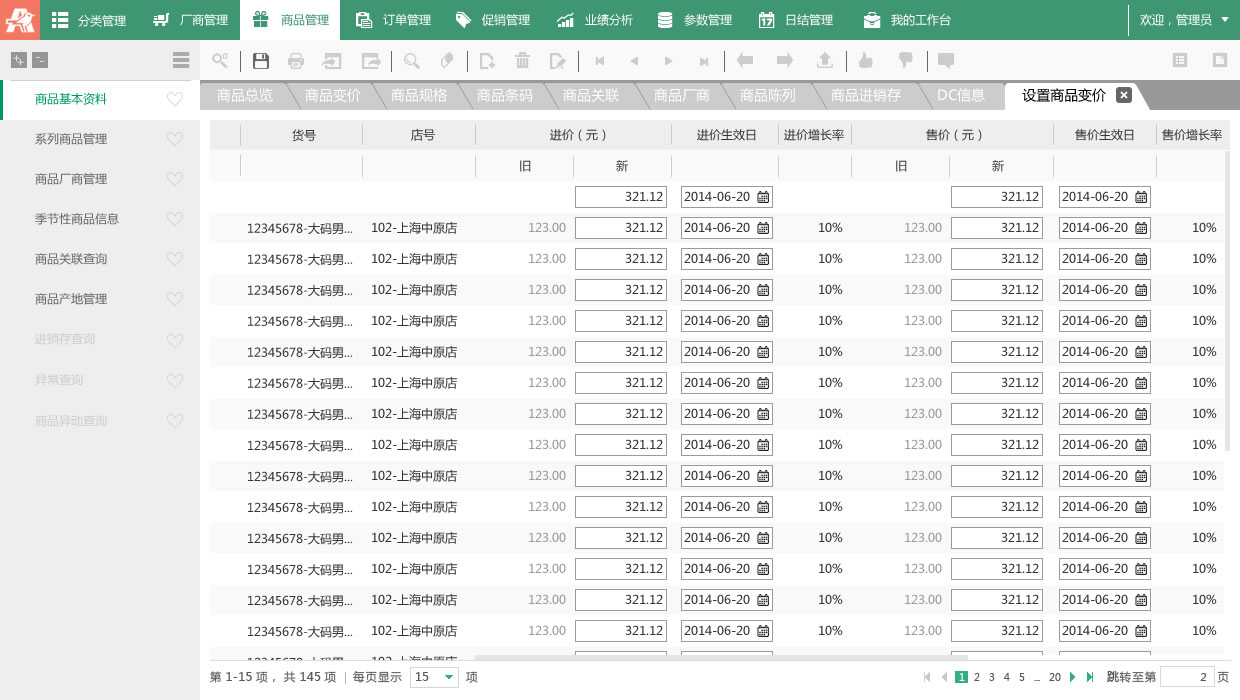 分类管理 厂商管理 商品管理 订单管理 促销管理 业绩分析 参数管理 日结管理 我的工作台 欢迎，管理员
商品总览 商品变价 商品规格 商品条码 商品关联 商品厂商 商品陈列 商品进销存 DC信息 设置商品变价
商品基本资料
系列商品管理
商品厂商管理
季节性商品信息
商品关联查询
商品产地管理
进销存查询
异常查询
商品异动查询
货号 店号 进价（元） 进价生效日 进价增长率 售价（元） 售价生效日 售价增长率
旧 新 旧 新
321.12 2014-06-20 321.12 2014-06-20
12345678-大码男... 102-上海中原店 123.00 321.12 2014-06-20 10% 123.00 321.12 2014-06-20 10%
12345678-大码男... 102-上海中原店 123.00 321.12 2014-06-20 10% 123.00 321.12 2014-06-20 10%
12345678-大码男... 102-上海中原店 123.00 321.12 2014-06-20 10% 123.00 321.12 2014-06-20 10%
12345678-大码男... 102-上海中原店 123.00 321.12 2014-06-20 10% 123.00 321.12 2014-06-20 10%
12345678-大码男... 102-上海中原店 123.00 321.12 2014-06-20 10% 123.00 321.12 2014-06-20 10%
12345678-大码男... 102-上海中原店 123.00 321.12 2014-06-20 10% 123.00 321.12 2014-06-20 10%
12345678-大码男... 102-上海中原店 123.00 321.12 2014-06-20 10% 123.00 321.12 2014-06-20 10%
12345678-大码男... 102-上海中原店 123.00 321.12 2014-06-20 10% 123.00 321.12 2014-06-20 10%
12345678-大码男... 102-上海中原店 123.00 321.12 2014-06-20 10% 123.00 321.12 2014-06-20 10%
12345678-大码男... 102-上海中原店 123.00 321.12 2014-06-20 10% 123.00 321.12 2014-06-20 10%
12345678-大码男... 102-上海中原店 123.00 321.12 2014-06-20 10% 123.00 321.12 2014-06-20 10%
12345678-大码男... 102-上海中原店 123.00 321.12 2014-06-20 10% 123.00 321.12 2014-06-20 10%
12345678-大码男... 102-上海中原店 123.00 321.12 2014-06-20 10% 123.00 321.12 2014-06-20 10%
12345678-大码男... 102-上海中原店 123.00 321.12 2014-06-20 10% 123.00 321.12 2014-06-20 10%
第 1-15 项，共 145 项 | 每页显示 15 项 1 2 3 4 5 ... 20 跳转至第 2 页